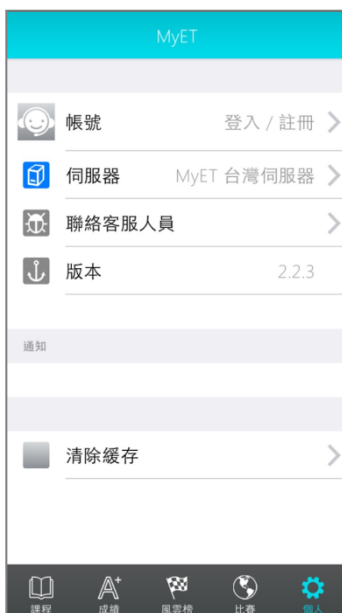 MyET
帳號 登入 / 註冊
伺服器 MyET 台灣伺服器
聯絡客服人員
版本 2.2.3
通知
清除緩存
A+
課程 成績 風雲榜 比賽 個人